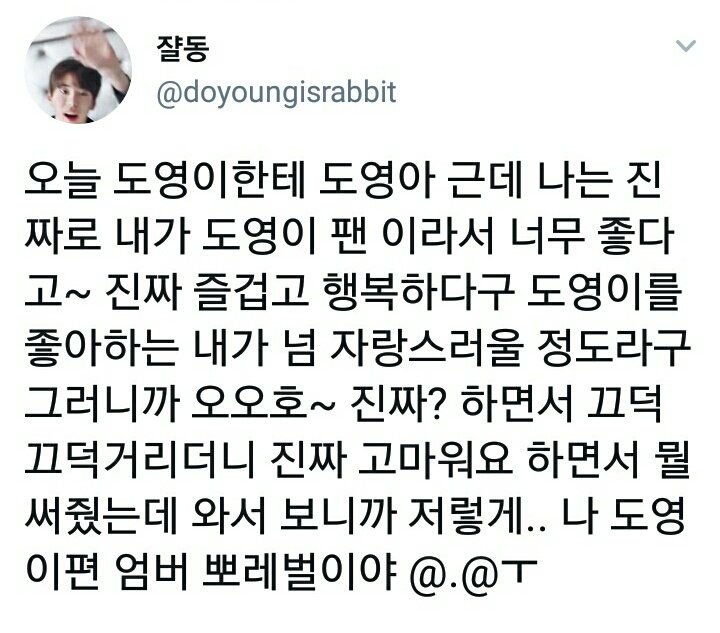 쟐동
@doyoungisrabbit
오늘 도영이한테 도영아 근데 나는 진
짜로 내가 도영이 팬 이라서 너무 좋다
고~ 진짜 즐겁고 행복하다구 도영이를
좋아하는 내가 넘 자랑스러울 정도라구
그러니까 오오호~ 진짜? 하면서 끄덕
끄덕거리더니 진짜 고마워요 하면서 뭘
써줬는데 와서 보니까 저렇게.. 나 도영
이편 엄버 뽀레벌이야 @.@ㅜ